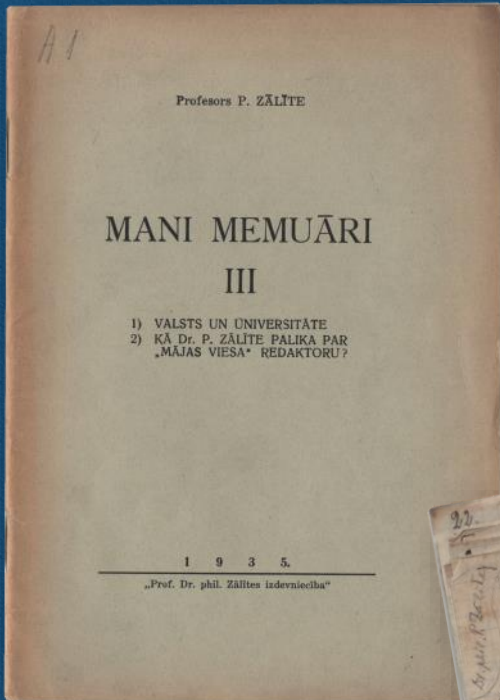 A 1
Profesors P. ZĀLĪTE
MANI MEMUĀRI
III
1) VALSTS UN UNIVERSITĀTE
2) KĀ Dr. P. ZĀLĪTE PALIKA PAR
„MĀJAS VIESA“ REDAKTORU?
1 9 3 5.
„Prof. Dr. phil. Zālītes izdevniecība“
22.